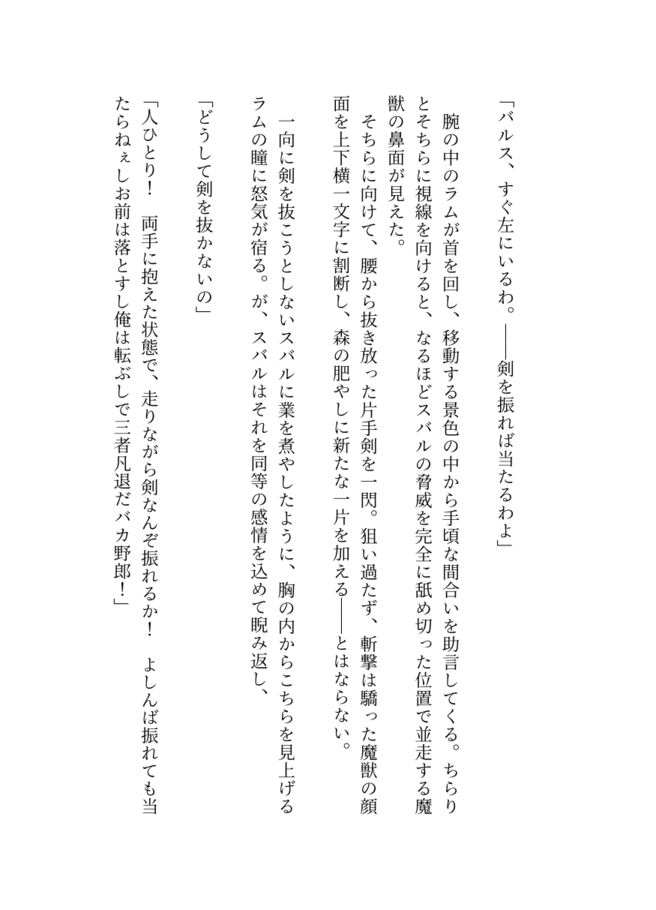 「バルス、すぐ左にいるわ。――剣を振れば当たるわよ」
　腕の中のラムが首を回し、移動する景色の中から手頃な間合いを助言してくる。ちらり
とそちらに視線を向けると、なるほどスバルの脅威を完全に舐め切った位置で並走する魔
獣の鼻面が見えた。
　そちらに向けて、腰から抜き放った片手剣を一閃。狙い過たず、斬撃は驕った魔獣の顔
面を上下横一文字に割断し、森の肥やしに新たな一片を加える――とはならない。
　一向に剣を抜こうとしないスバルに業を煮やしたように、胸の内からこちらを見上げる
ラムの瞳に怒気が宿る。が、スバルはそれを同等の感情を込めて睨み返し、
「どうして剣を抜かないの」
「人ひとり！　両手に抱えた状態で、走りながら剣なんぞ振れるか！　よしんば振れても当
たらねぇしお前は落とすし俺は転ぶしで三者凡退だバカ野郎！」